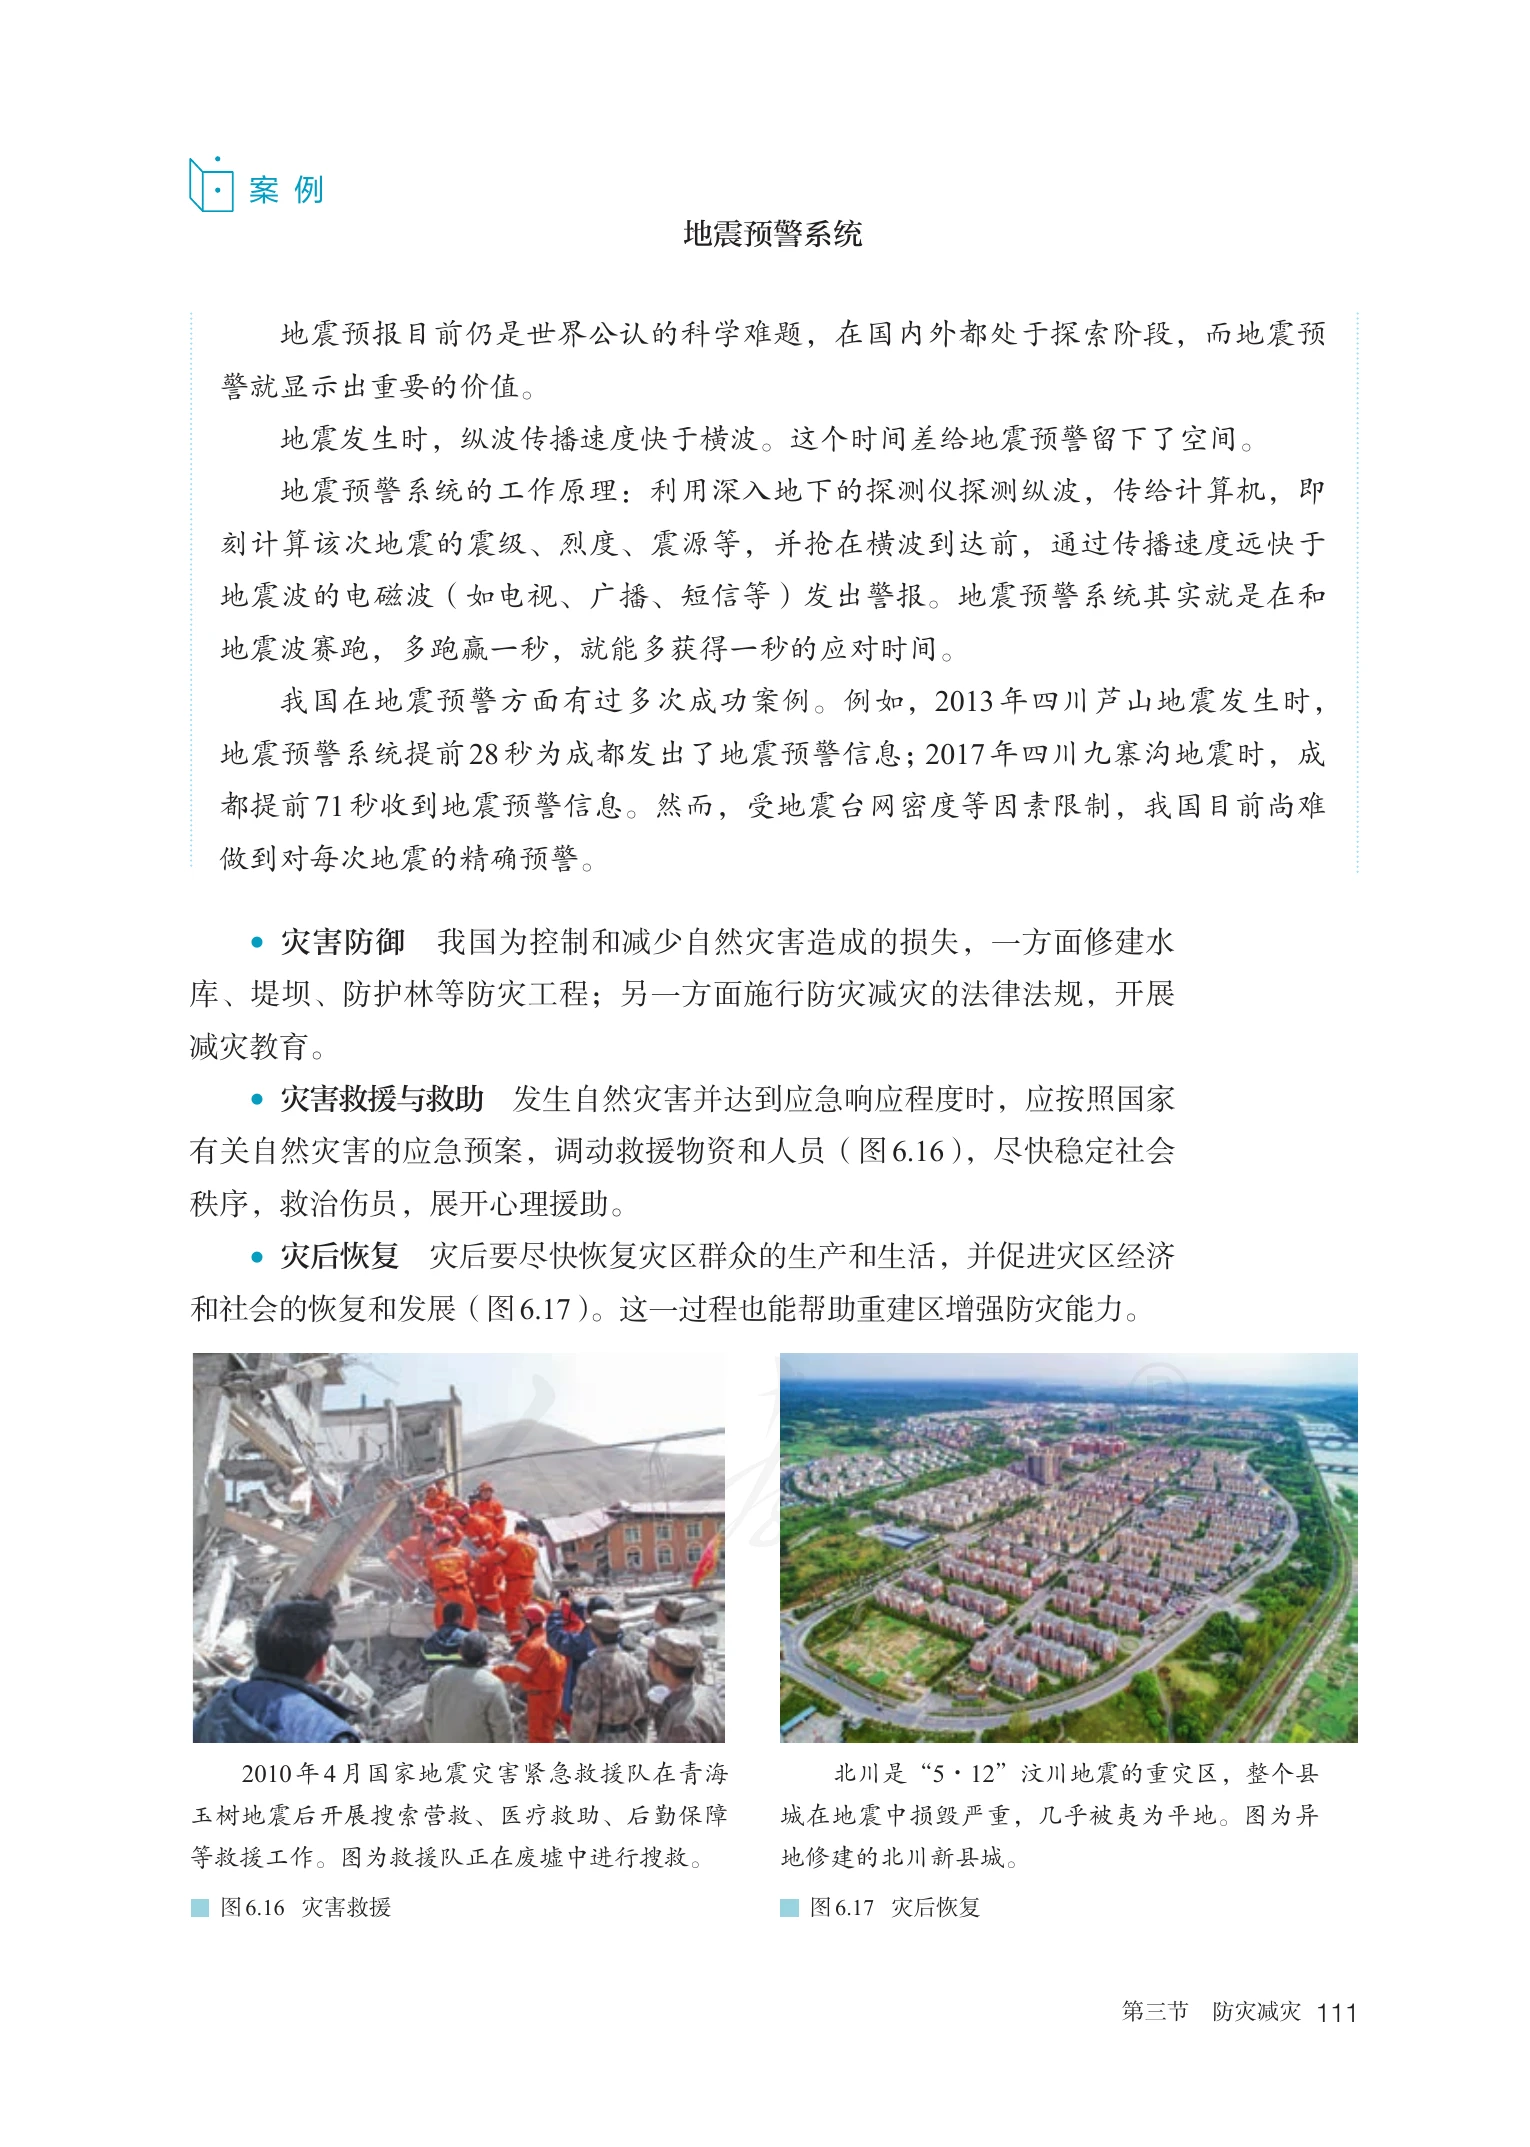 案 例
地震预警系统
地震预报目前仍是世界公认的科学难题，在国内外都处于探索阶段，而地震预
警就显示出重要的价值。
地震发生时，纵波传播速度快于横波。这个时间差给地震预警留下了空间。
地震预警系统的工作原理：利用深入地下的探测仪探测纵波，传给计算机，即
刻计算该次地震的震级、烈度、震源等，并抢在横波到达前，通过传播速度远快于
地震波的电磁波（如电视、广播、短信等）发出警报。地震预警系统其实就是在和
地震波赛跑，多跑赢一秒，就能多获得一秒的应对时间。
我国在地震预警方面有过多次成功案例。例如，2013年四川芦山地震发生时，
地震预警系统提前28秒为成都发出了地震预警信息；2017年四川九寨沟地震时，成
都提前71秒收到地震预警信息。然而，受地震台网密度等因素限制，我国目前尚难
做到对每次地震的精确预警。
• 灾害防御 我国为控制和减少自然灾害造成的损失，一方面修建水
库、堤坝、防护林等防灾工程；另一方面施行防灾减灾的法律法规，开展
减灾教育。
• 灾害救援与救助 发生自然灾害并达到应急响应程度时，应按照国家
有关自然灾害的应急预案，调动救援物资和人员（图6.16），尽快稳定社会
秩序，救治伤员，展开心理援助。
• 灾后恢复 灾后要尽快恢复灾区群众的生产和生活，并促进灾区经济
和社会的恢复和发展（图6.17）。这一过程也能帮助重建区增强防灾能力。
2010年4月国家地震灾害紧急救援队在青海
玉树地震后开展搜索营救、医疗救助、后勤保障
等救援工作。图为救援队正在废墟中进行搜救。
图6.16 灾害救援
北川是“5·12”汶川地震的重灾区，整个县
城在地震中损毁严重，几乎被夷为平地。图为异
地修建的北川新县城。
图6.17 灾后恢复
第三节 防灾减灾 111